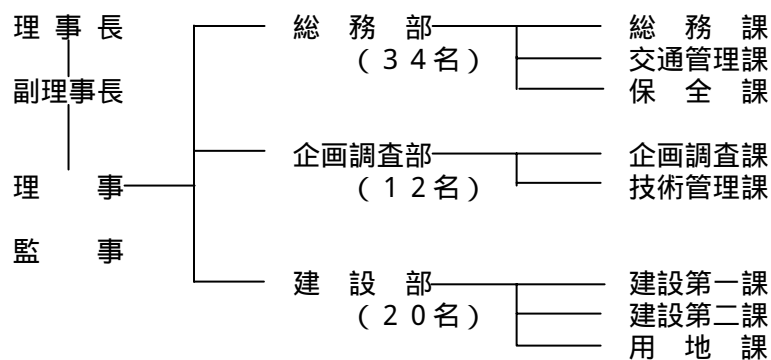 理事長 総務部 総務課
(34名) 交通管理課
副理事長 保全課
企画調査部 企画調査課
理事 (12名) 技術管理課
監事
建設部 建設第一課
(20名) 建設第二課
用地課